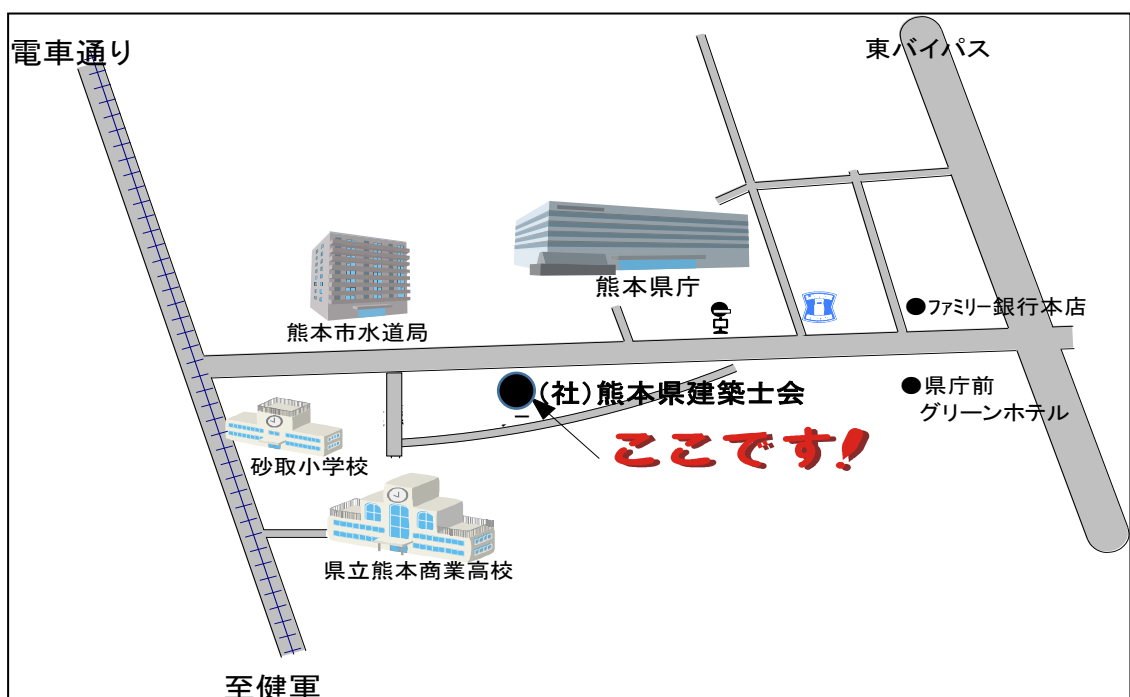 電車通り
東バイパス
熊本県庁
●ファミリー銀行本店
熊本市水道局
(社)熊本県建築士会
●県庁前
グリーンホテル
ここです!
砂取小学校
県立熊本商業高校
至健軍